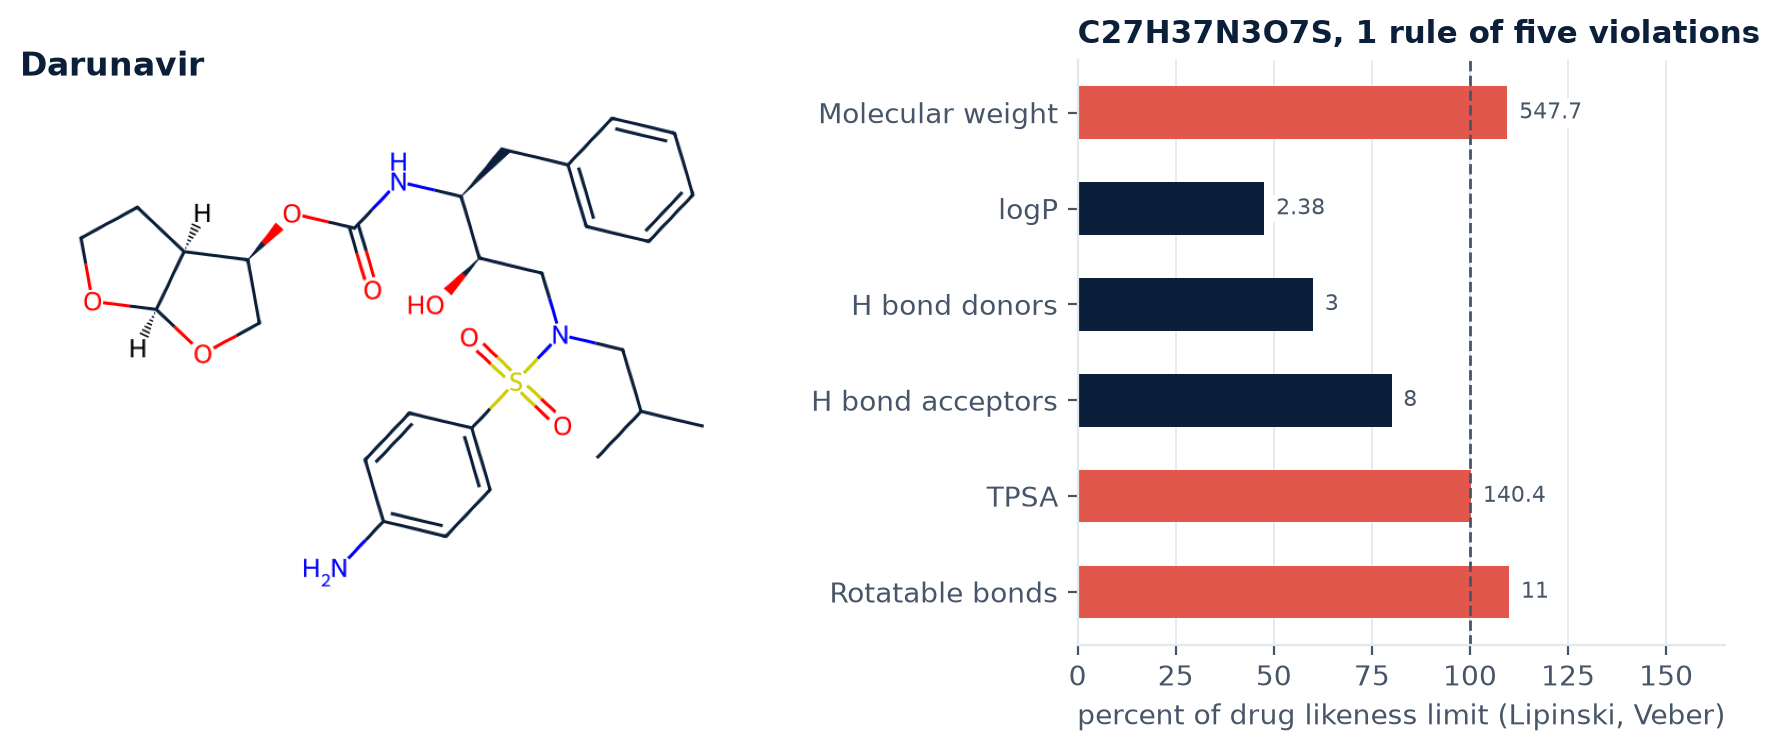 Darunavir
H
N
H
O
O
HO
O
H
O
O
N
S
O
H2N
C27H37N3O7S, 1 rule of five violations
Molecular weight
547.7
logP
2.38
H bond donors
3
H bond acceptors
8
TPSA
140.4
Rotatable bonds
11
0 25 50 75 100 125 150
percent of drug likeness limit (Lipinski, Veber)